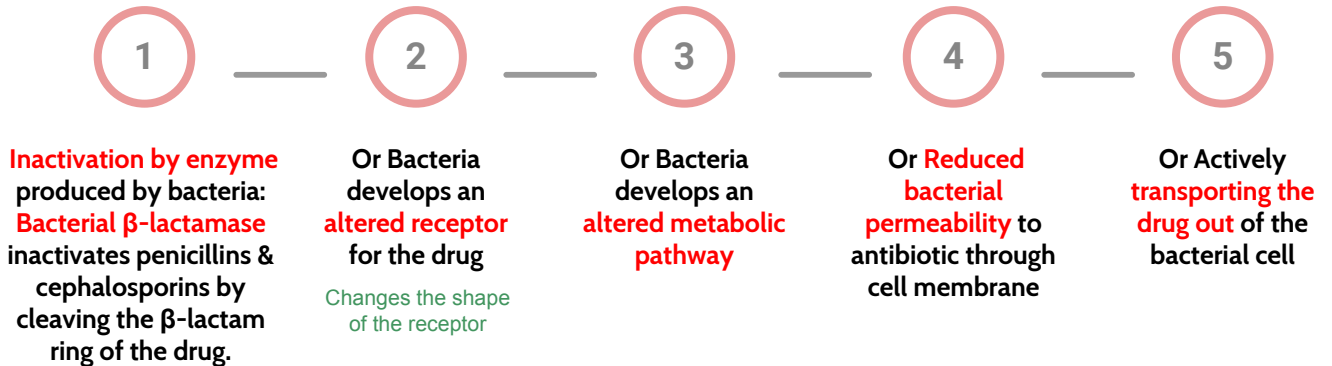 1
Inactivation by enzyme
produced by bacteria:
Bacterial β-lactamase
inactivates penicillins &
cephalosporins by
cleaving the β-lactam
ring of the drug.
2
Or Bacteria
develops an
altered receptor
for the drug
Changes the shape
of the receptor
3
Or Bacteria
develops an
altered metabolic
pathway
4
Or Reduced
bacterial
permeability to
antibiotic through
cell membrane
5
Or Actively
transporting the
drug out of the
bacterial cell